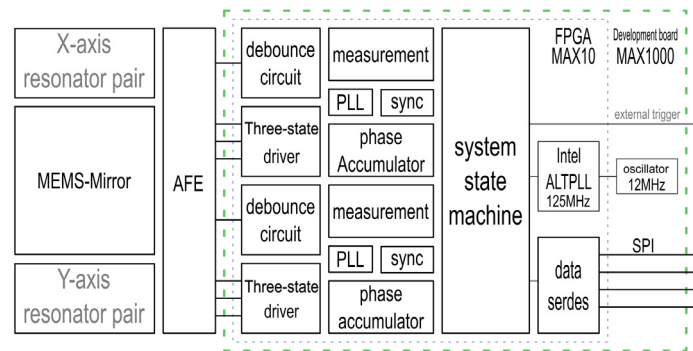 X-axis
resonator pair
MEMS-Mirror
Y-axis
resonator pair
AFE
debounce
circuit
Three-state
driver
debounce
circuit
Three-state
driver
measurement
PLL
sync
phase
Accumulator
measurement
PLL
sync
phase
accumulator
system
state
machine
FPGA
MAX10
Development board
MAX1000
external trigger
Intel
ALTPLL
125MHz
oscillator
12MHz
SPI
data
serdes